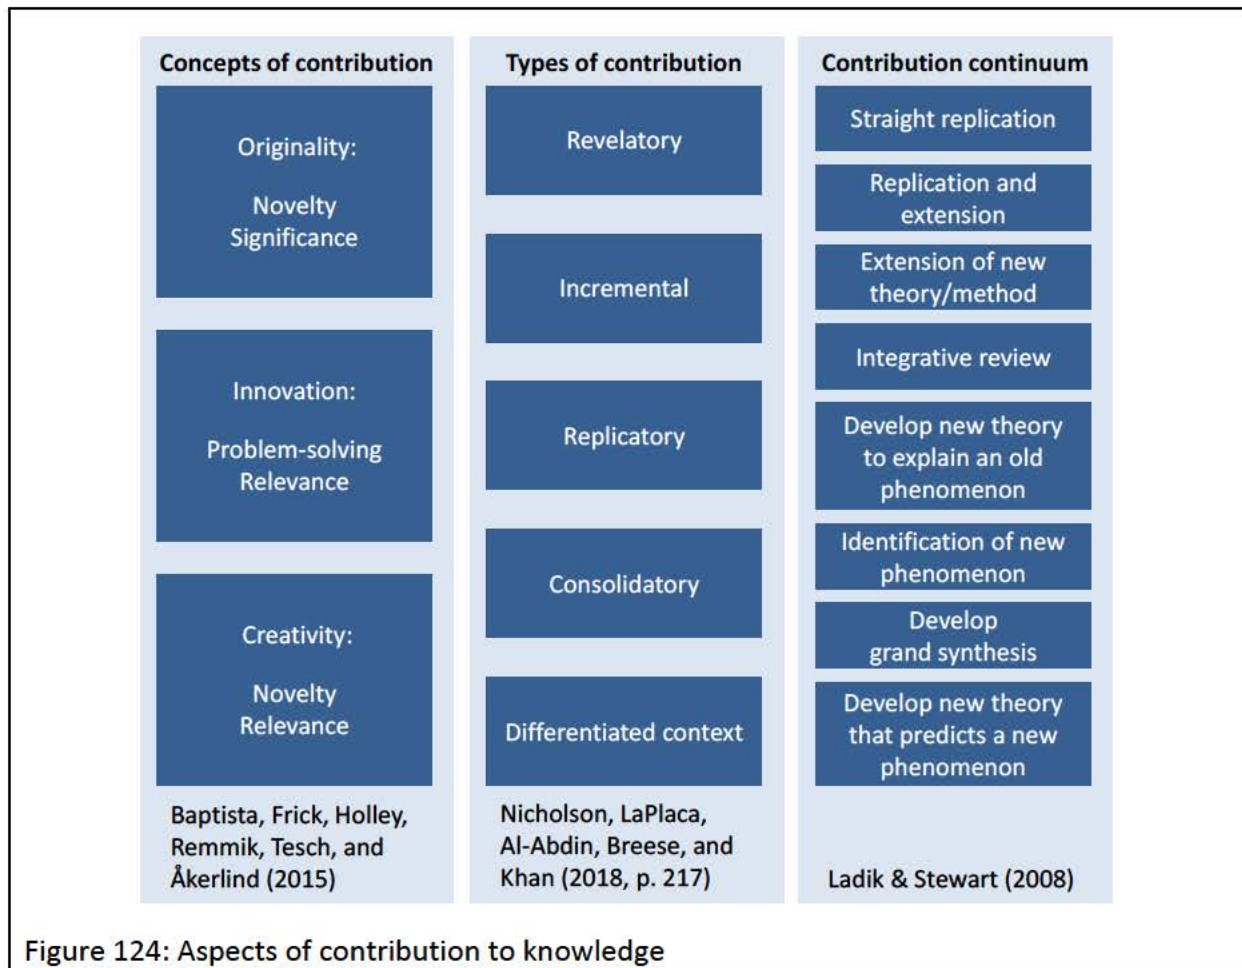 Concepts of contribution
Originality:
Novelty
Significance
Innovation:
Problem-solving
Relevance
Creativity:
Novelty
Relevance
Baptista, Frick, Holley,
Remmik, Tesch, and
Åkerlind (2015)
Types of contribution
Revelatory
Incremental
Replicatory
Consolidatory
Differentiated context
Nicholson, LaPlaca,
Al-Abdin, Breese, and
Khan (2018, p. 217)
Contribution continuum
Straight replication
Replication and
extension
Extension of new
theory/method
Integrative review
Develop new theory
to explain an old
phenomenon
Identification of new
phenomenon
Develop
grand synthesis
Develop new theory
that predicts a new
phenomenon
Ladik & Stewart (2008)
Figure 124: Aspects of contribution to knowledge